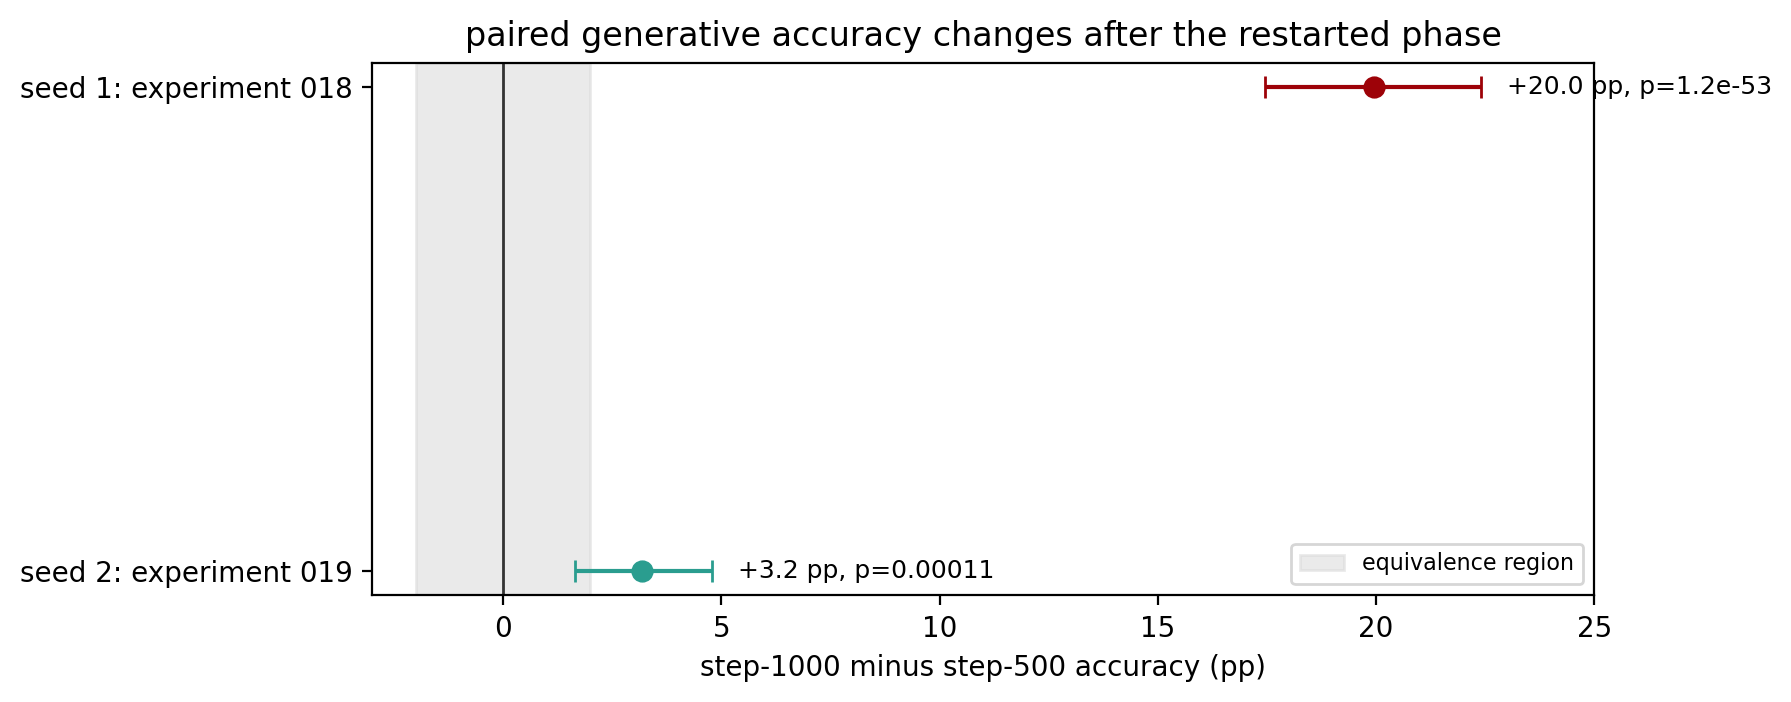 paired generative accuracy changes after the restarted phase
seed 1: experiment 018
+20.0 pp, p=1.2e-53
seed 2: experiment 019
+3.2 pp, p=0.00011
equivalence region
0 5 10 15 20 25
step-1000 minus step-500 accuracy (pp)